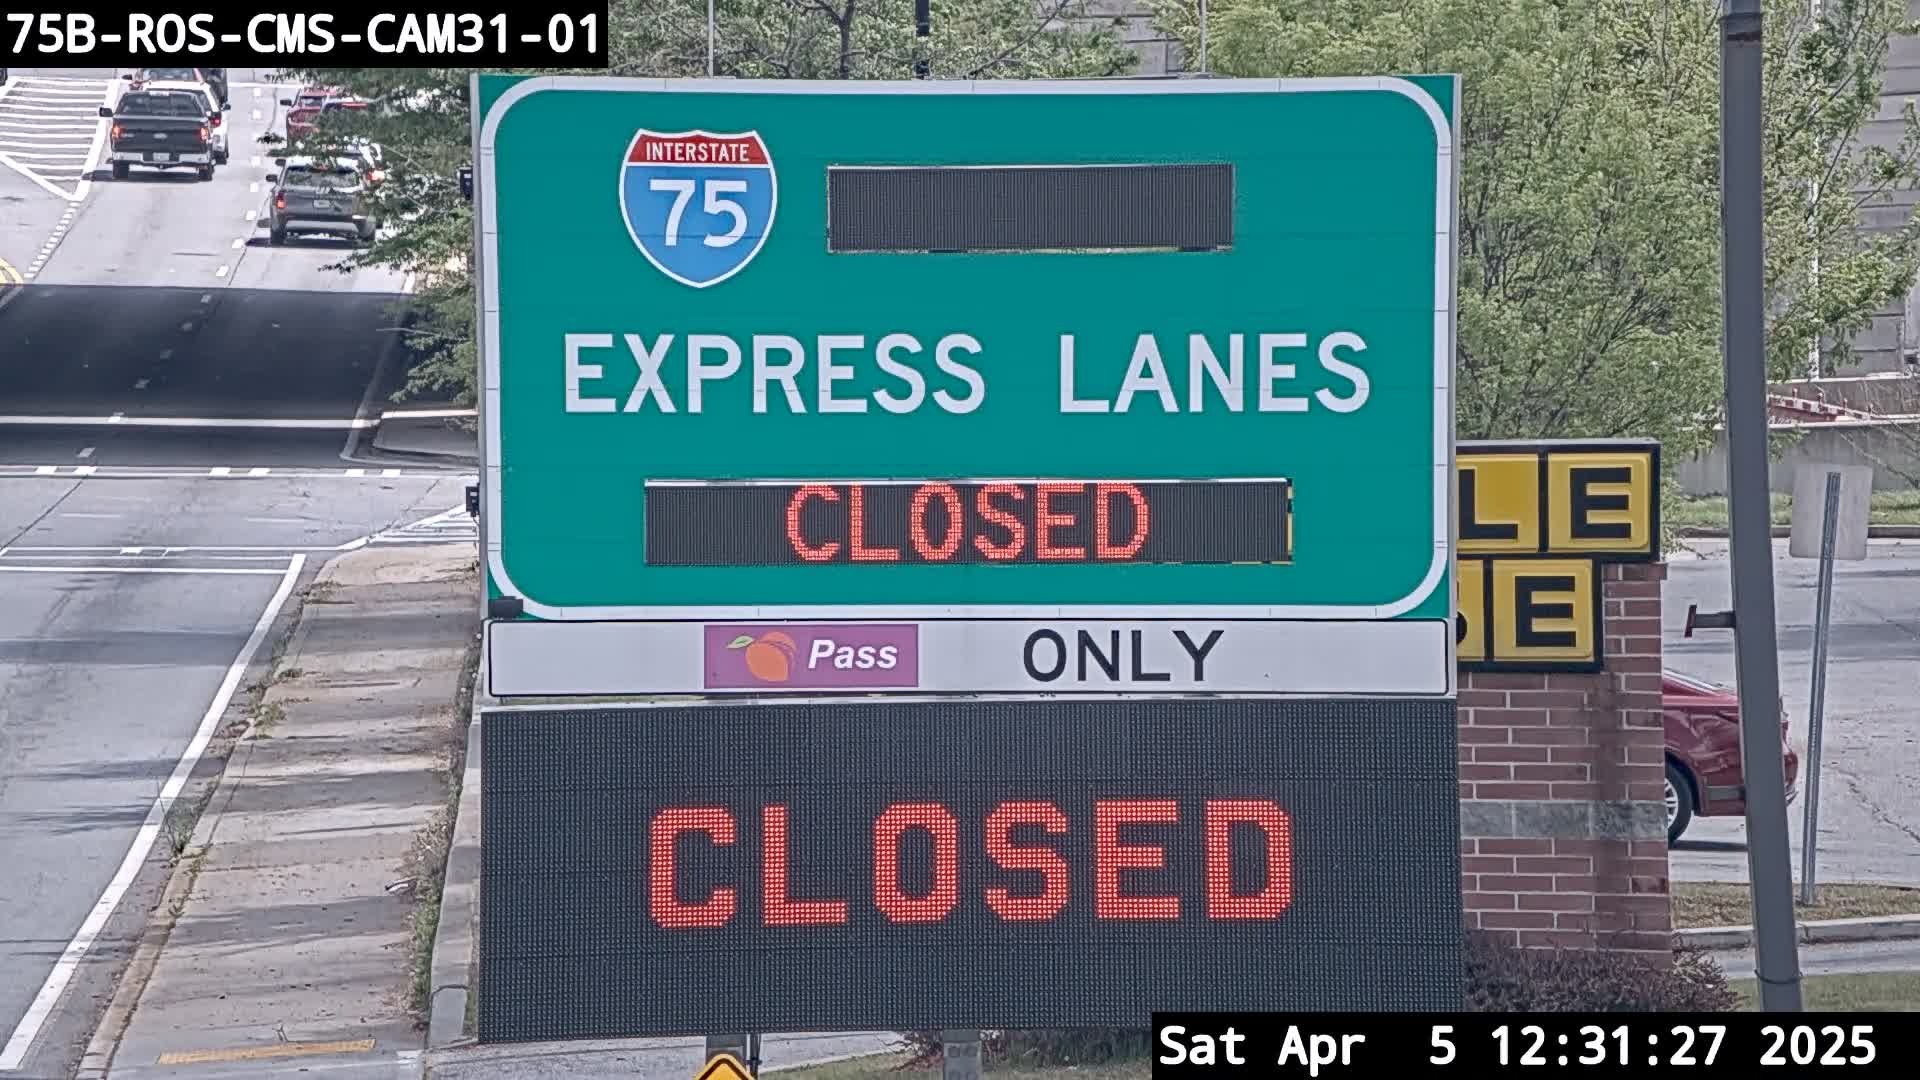 75B-ROS-CMS-CAM31-01
INTERSTATE
75
EXPRESS LANES
CLOSED
Pass ONLY
CLOSED
LE
E
Sat Apr 5 12:31:27 2025